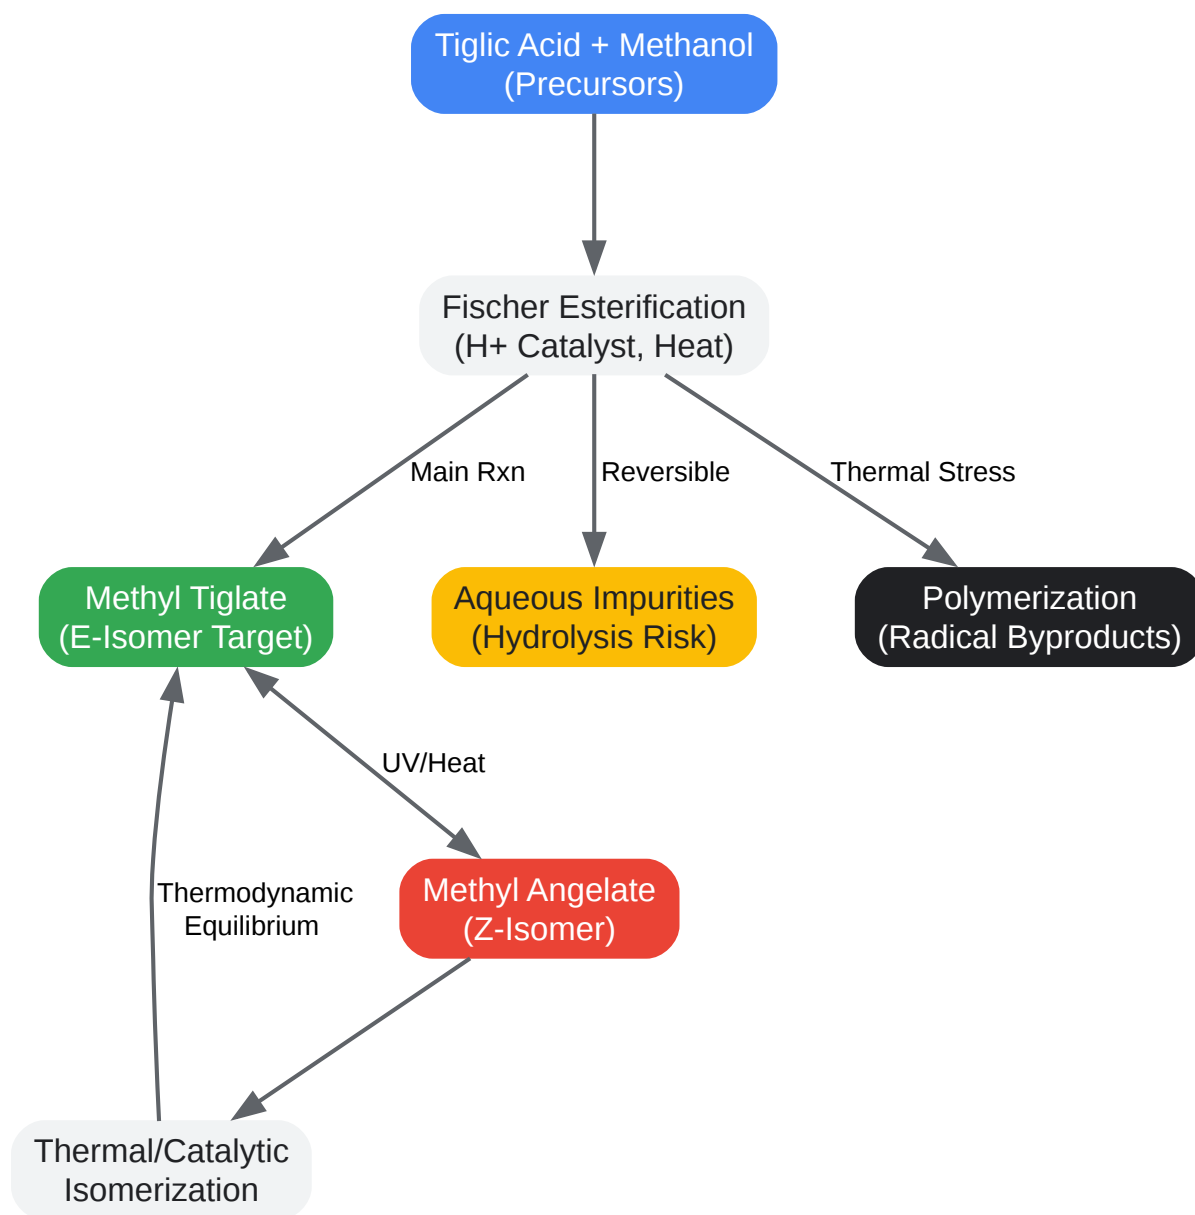 Tiglic Acid + Methanol
(Precursors)
Fischer Esterification
(H+ Catalyst, Heat)
Main Rxn
Reversible
Thermal Stress
Methyl Tiglate
(E-Isomer Target)
Aqueous Impurities
(Hydrolysis Risk)
Polymerization
(Radical Byproducts)
UV/Heat
Methyl Angelate
(Z-Isomer)
Thermodynamic
Equilibrium
Thermal/Catalytic
Isomerization